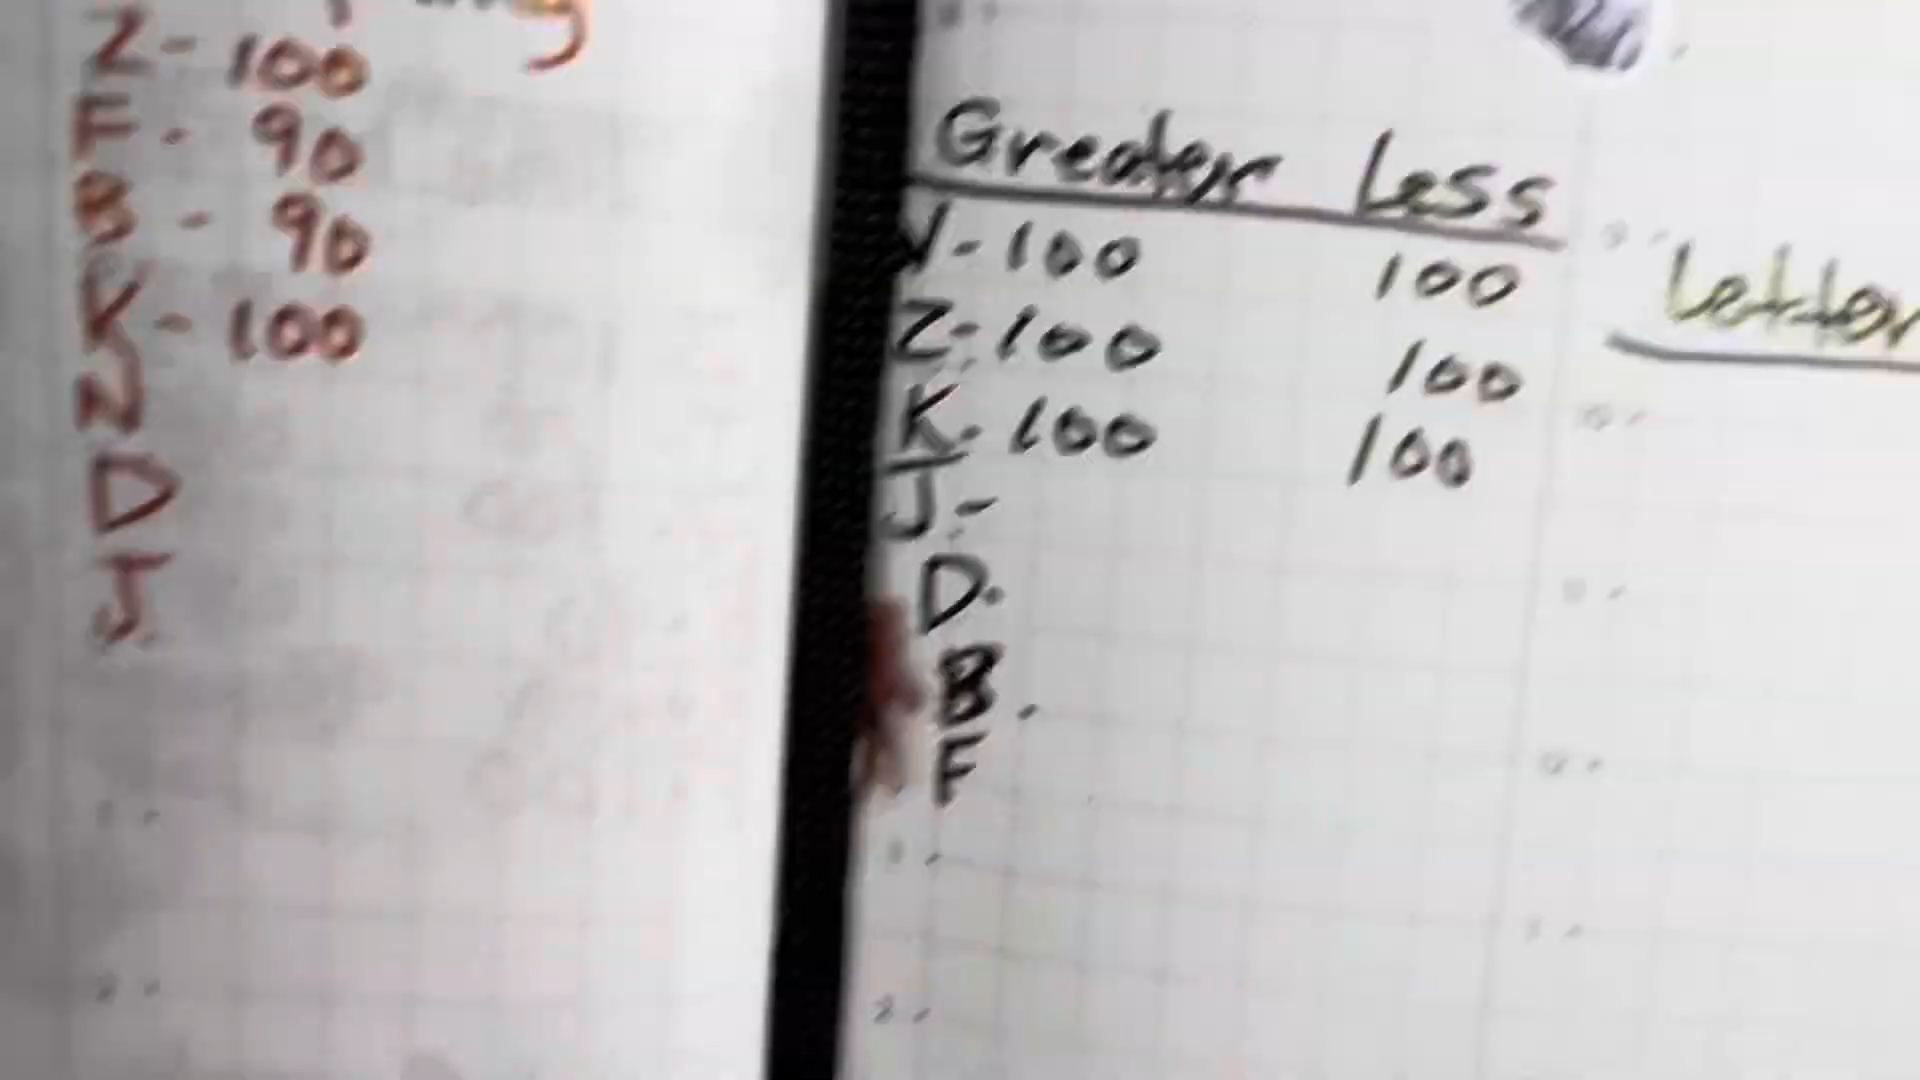 Z - 100
F - 90
B - 90
K - 100
N
D
J
Greater Less
N - 100 100
Z - 100 100
K - 100 100
J -
D -
B -
F
Letter